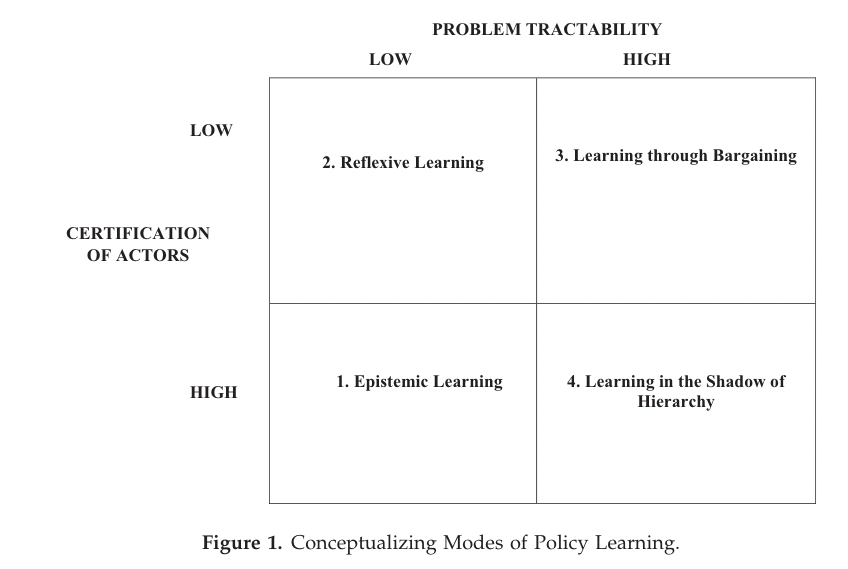 PROBLEM TRACTABILITY
LOW HIGH
LOW
2. Reflexive Learning
3. Learning through Bargaining
CERTIFICATION
OF ACTORS
HIGH
1. Epistemic Learning
4. Learning in the Shadow of
Hierarchy
Figure 1. Conceptualizing Modes of Policy Learning.